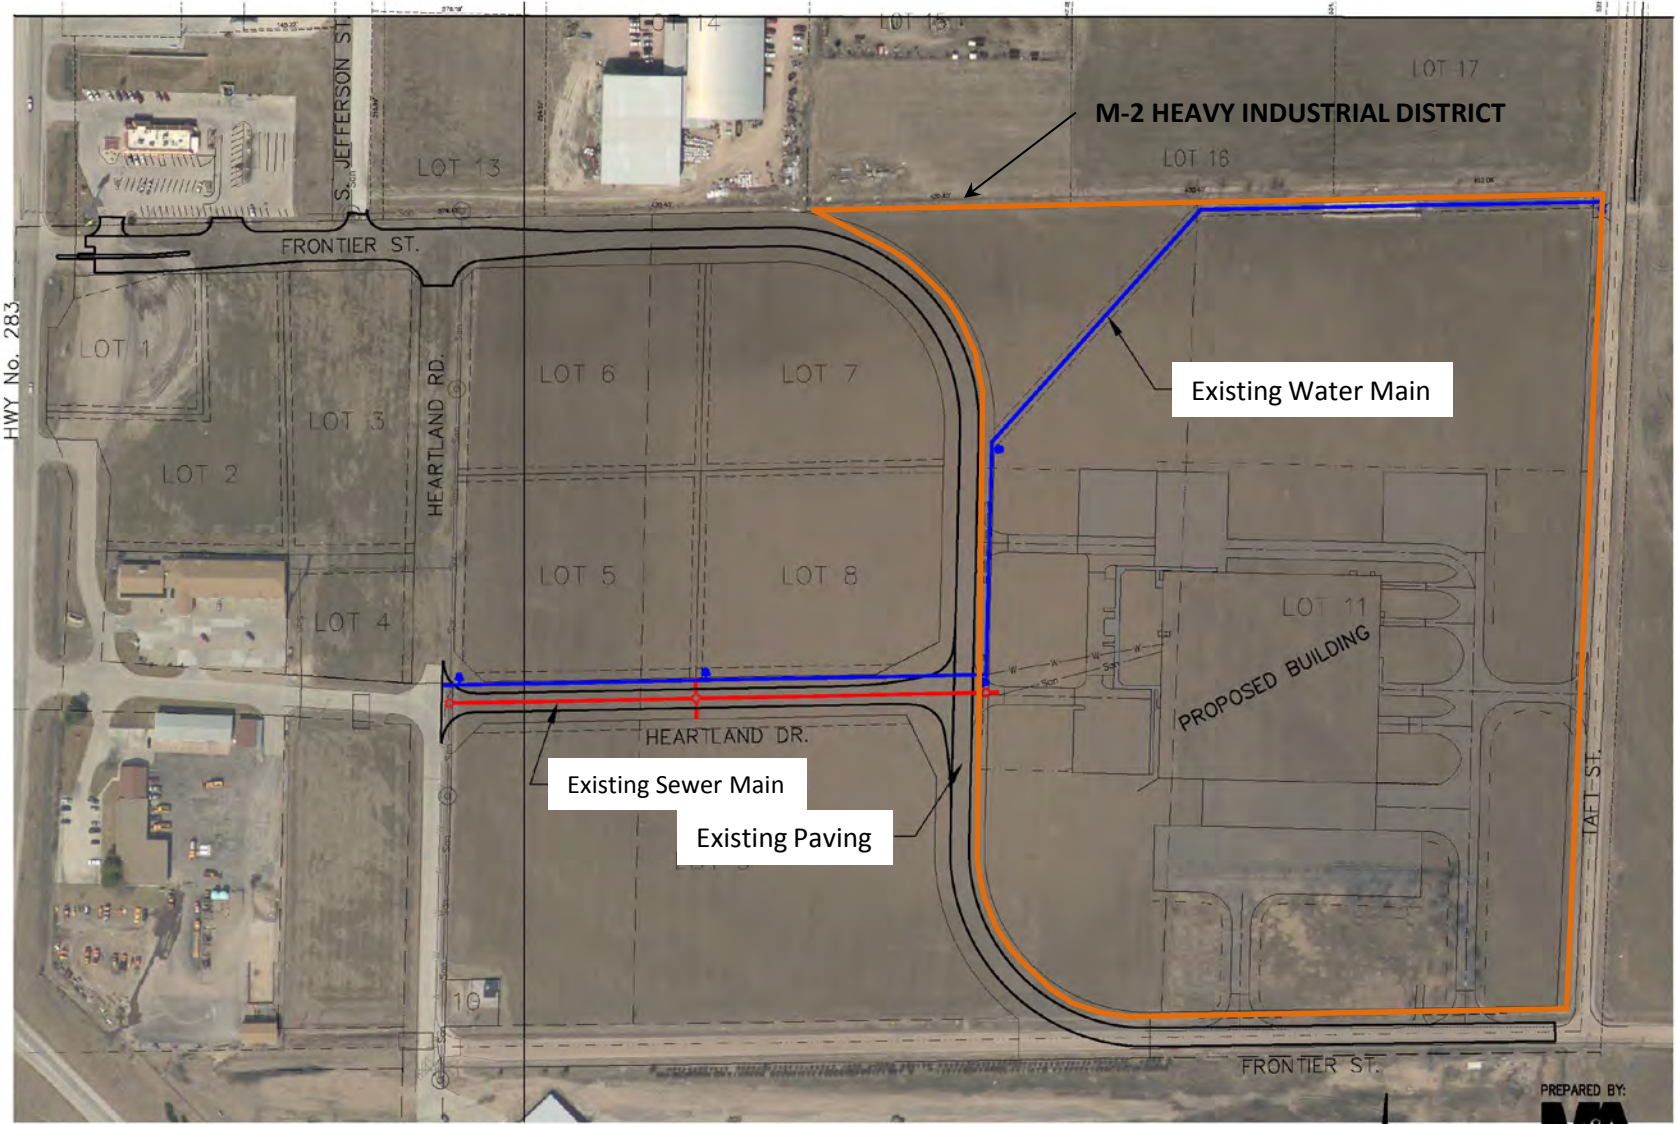 LOT 14
LOT 15
LOT 17
S. JEFFERSON ST.
M-2 HEAVY INDUSTRIAL DISTRICT
LOT 13
LOT 16
San
San
FRONTIER ST.
HWY No. 283
LOT 1
LOT 6
LOT 7
HEARTLAND RD.
Existing Water Main
LOT 3
LOT 2
LOT 5
LOT 8
LOT 11
LOT 4
PROPOSED BUILDING
W W W W
San
HEARTLAND DR.
Existing Sewer Main
Existing Paving
TAFT ST.
10
FRONTIER ST.
PREPARED BY: